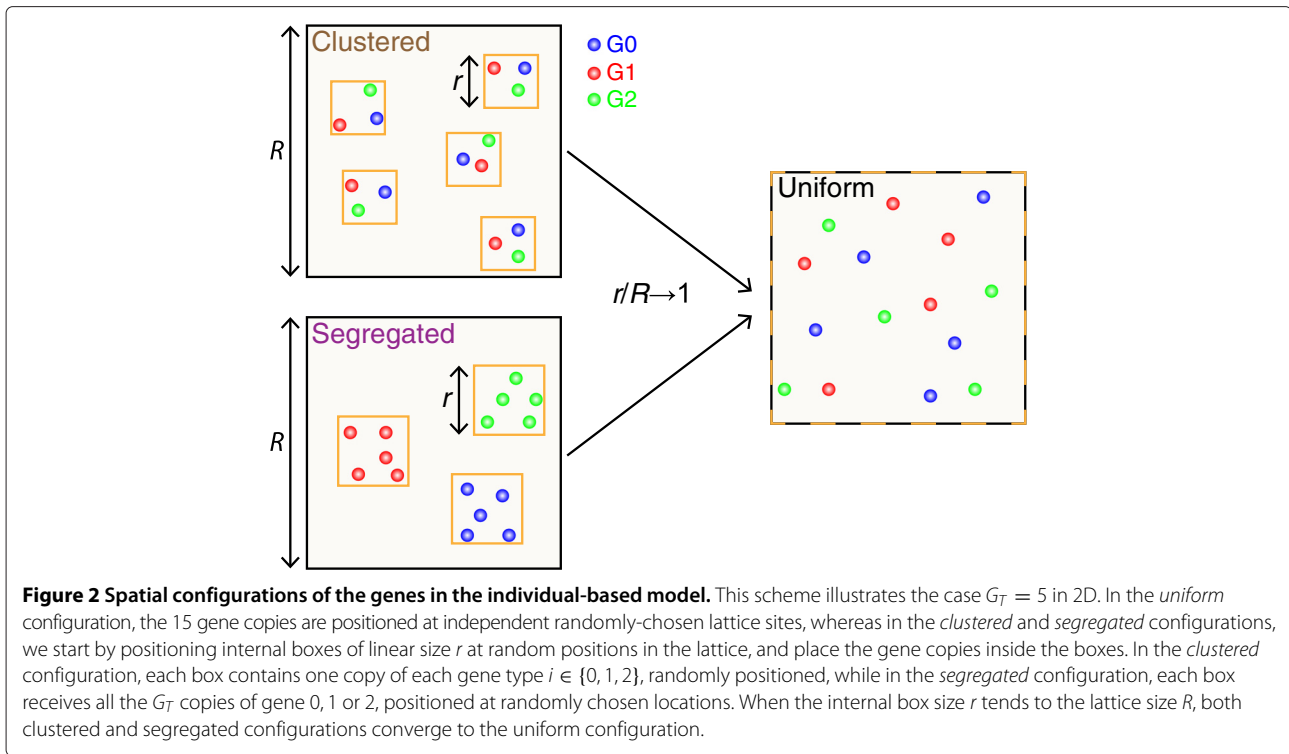 Clustered
G0
G1
G2
r
R
Uniform
r/R→1
Segregated
r
R
Figure 2 Spatial configurations of the genes in the individual-based model. This scheme illustrates the case G_T = 5 in 2D. In the uniform
configuration, the 15 gene copies are positioned at independent randomly-chosen lattice sites, whereas in the clustered and segregated configurations,
we start by positioning internal boxes of linear size r at random positions in the lattice, and place the gene copies inside the boxes. In the clustered
configuration, each box contains one copy of each gene type i ∈ {0, 1, 2}, randomly positioned, while in the segregated configuration, each box
receives all the G_T copies of gene 0, 1 or 2, positioned at randomly chosen locations. When the internal box size r tends to the lattice size R, both
clustered and segregated configurations converge to the uniform configuration.